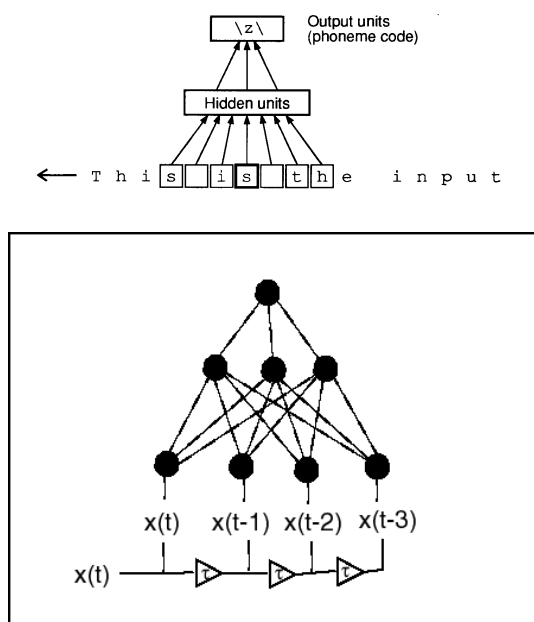 \z\ Output units
(phoneme code)
Hidden units
T h i s i s t h e i n p u t
x(t) x(t-1) x(t-2) x(t-3)
x(t) τ τ τ